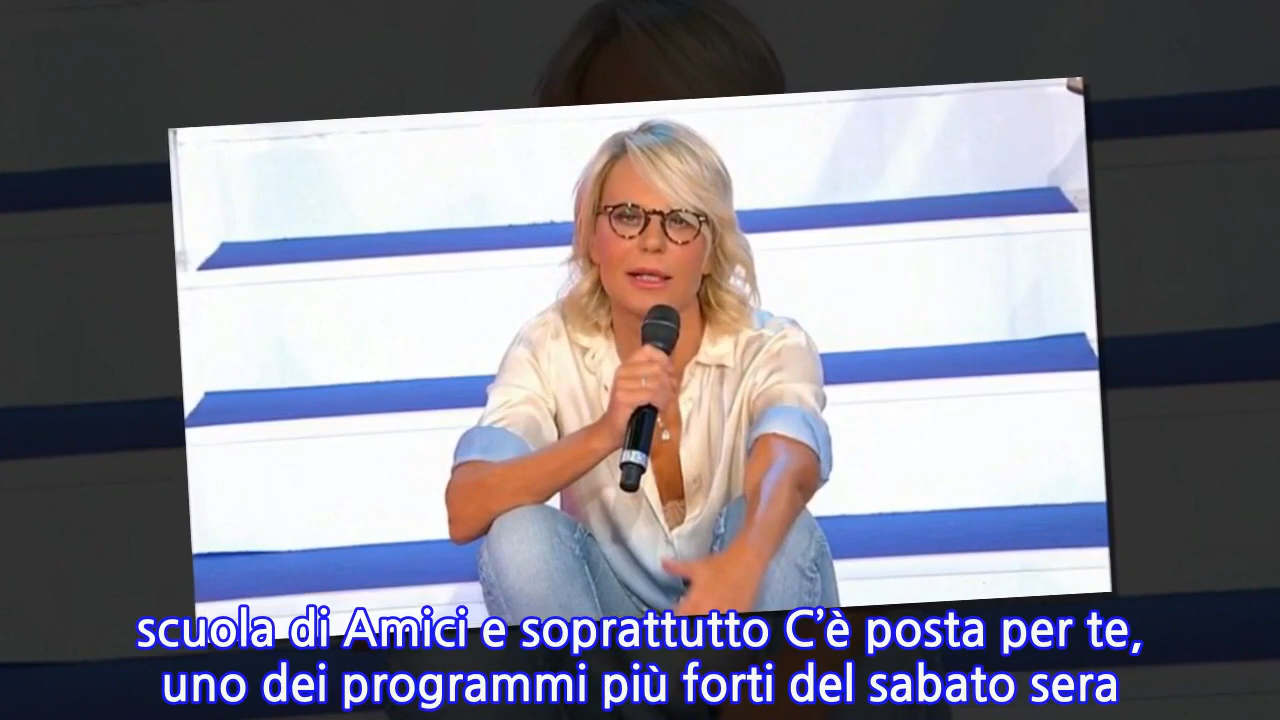 scuola di Amici e soprattutto C'è posta per te,
uno dei programmi più forti del sabato sera